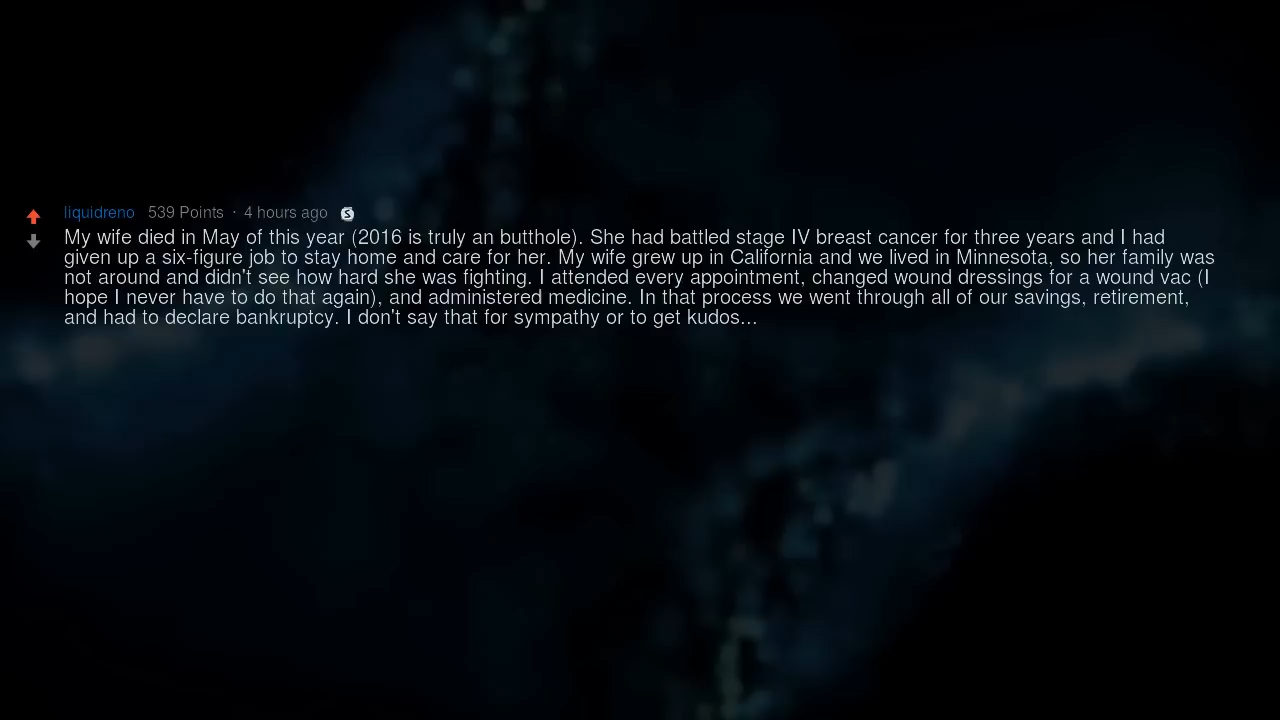 liquidreno 539 Points · 4 hours ago
My wife died in May of this year (2016 is truly an butthole). She had battled stage IV breast cancer for three years and I had
given up a six-figure job to stay home and care for her. My wife grew up in California and we lived in Minnesota, so her family was
not around and didn't see how hard she was fighting. I attended every appointment, changed wound dressings for a wound vac (I
hope I never have to do that again), and administered medicine. In that process we went through all of our savings, retirement,
and had to declare bankruptcy. I don't say that for sympathy or to get kudos...